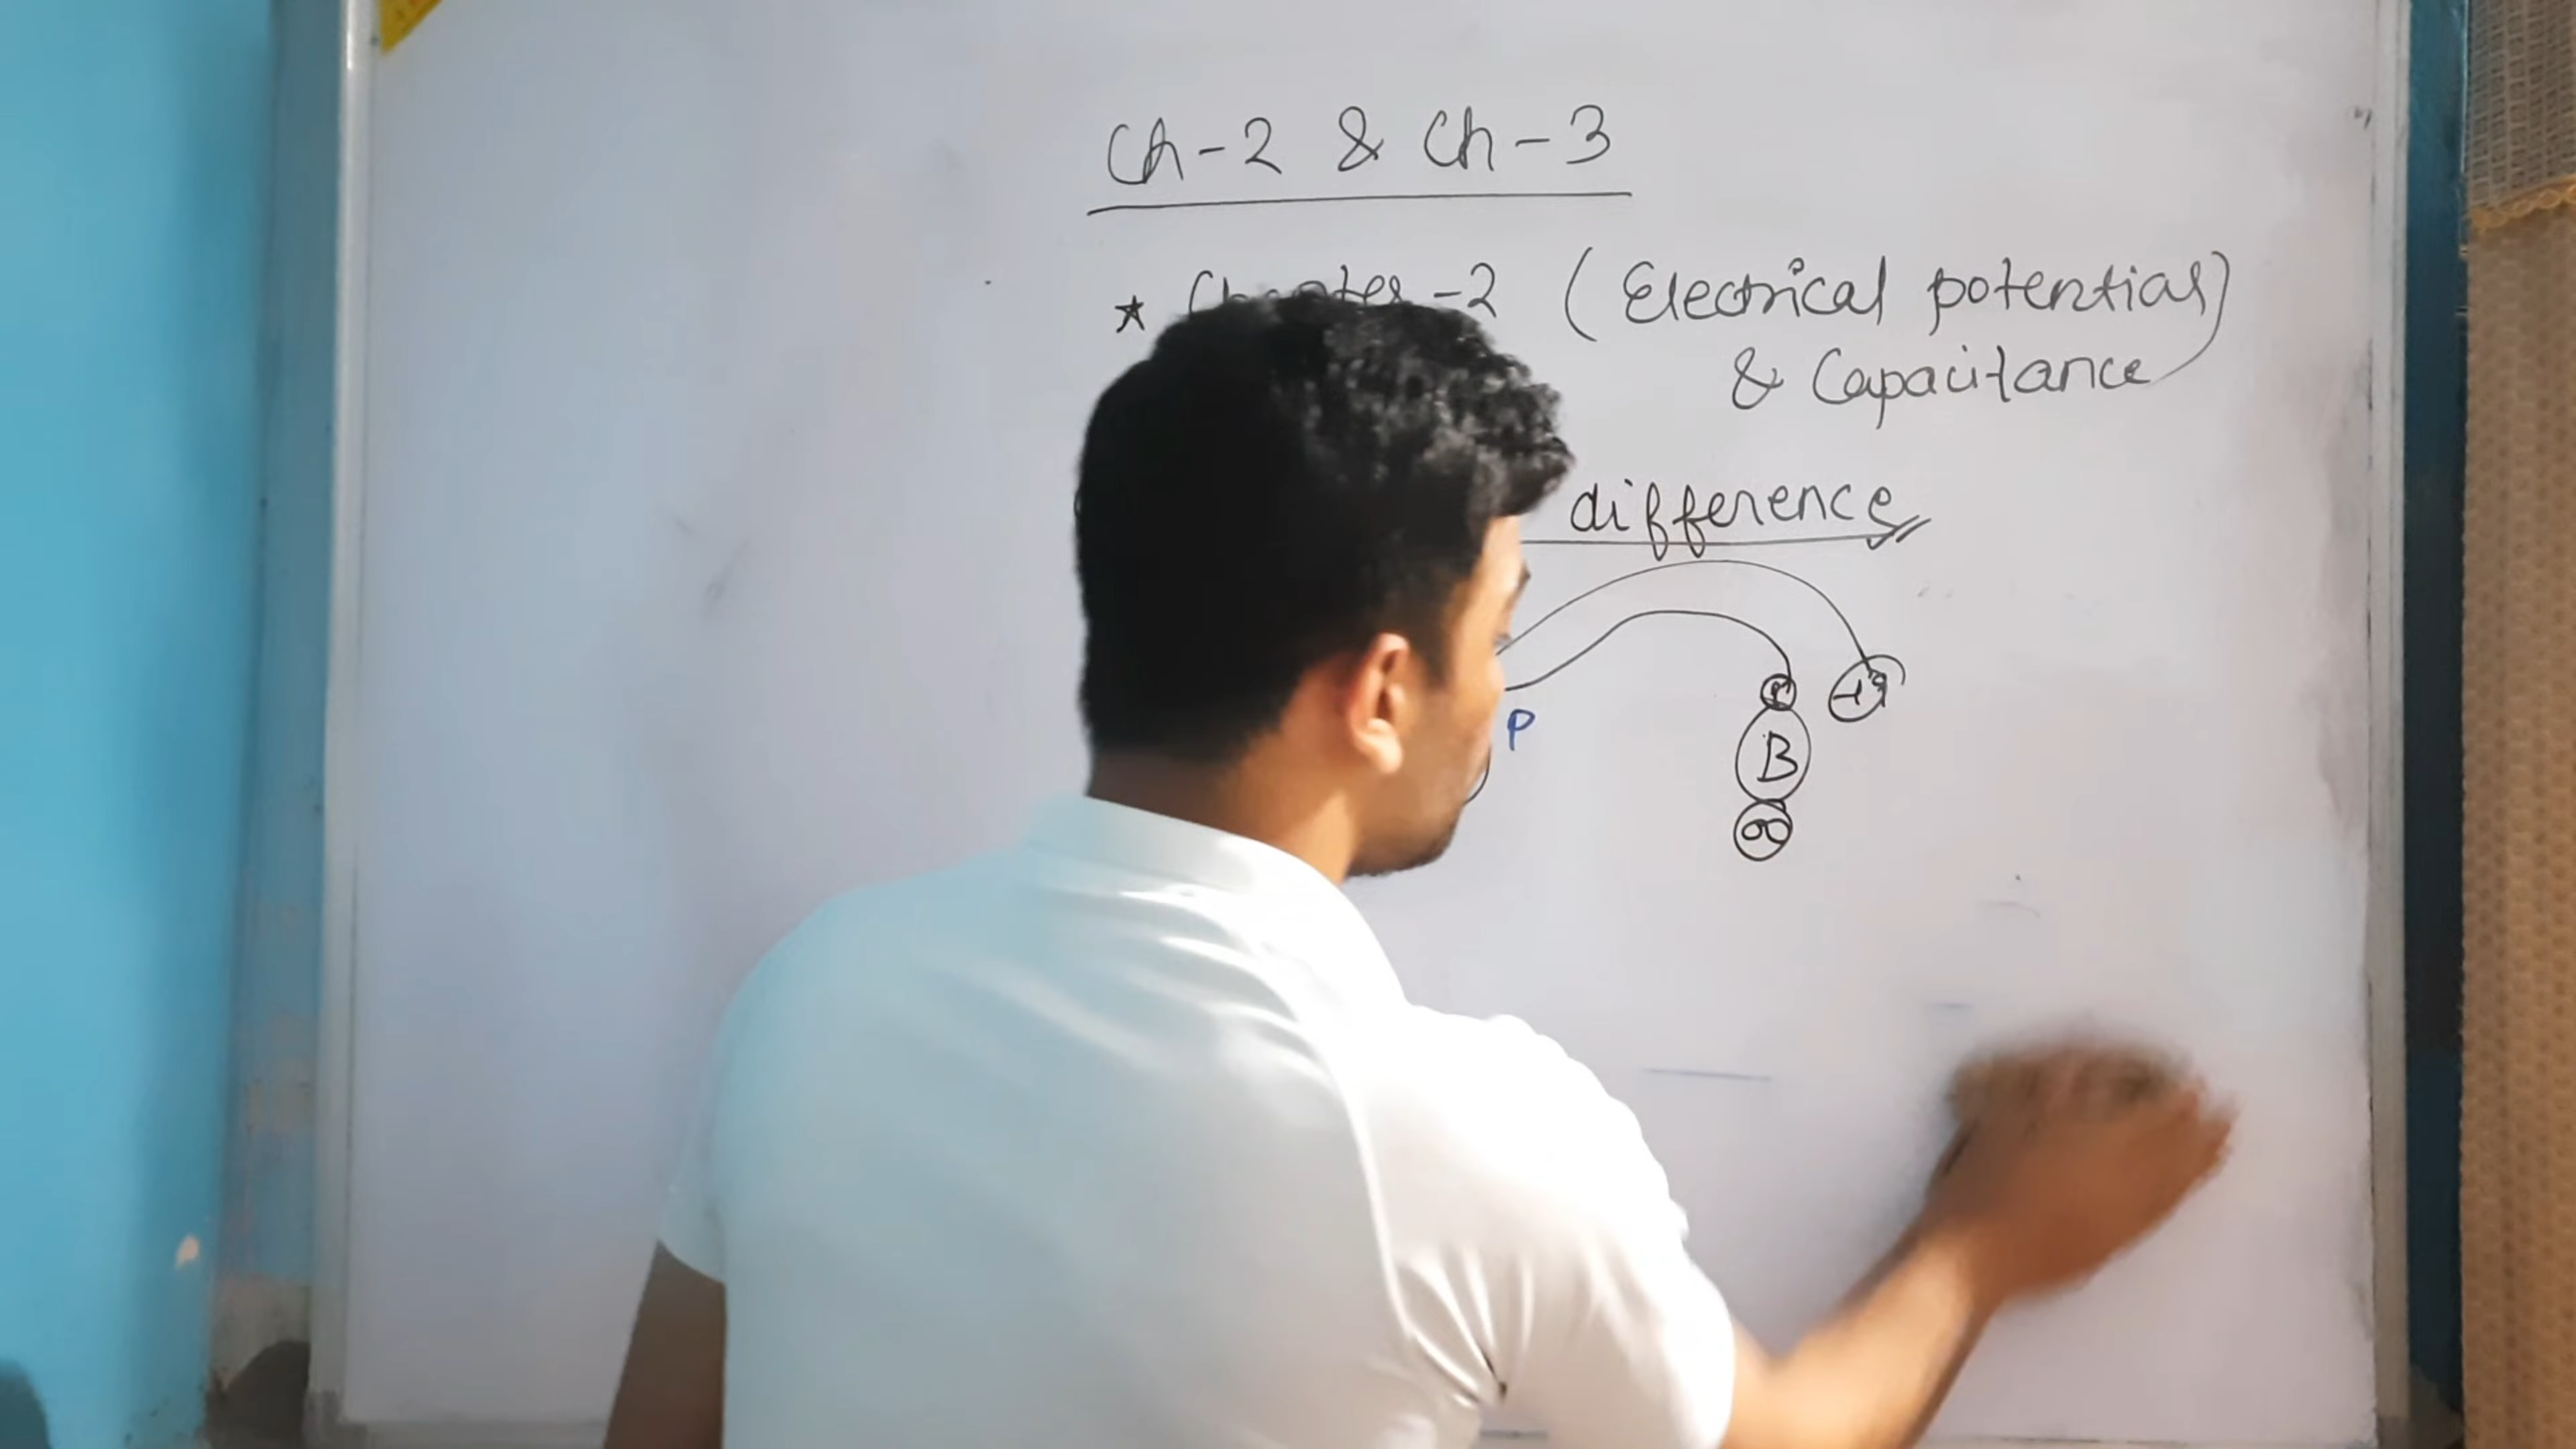 Ch-2 & Ch-3
★ Chapter-2 (Electrical potential
& Capacitance)
difference
P
B
∞